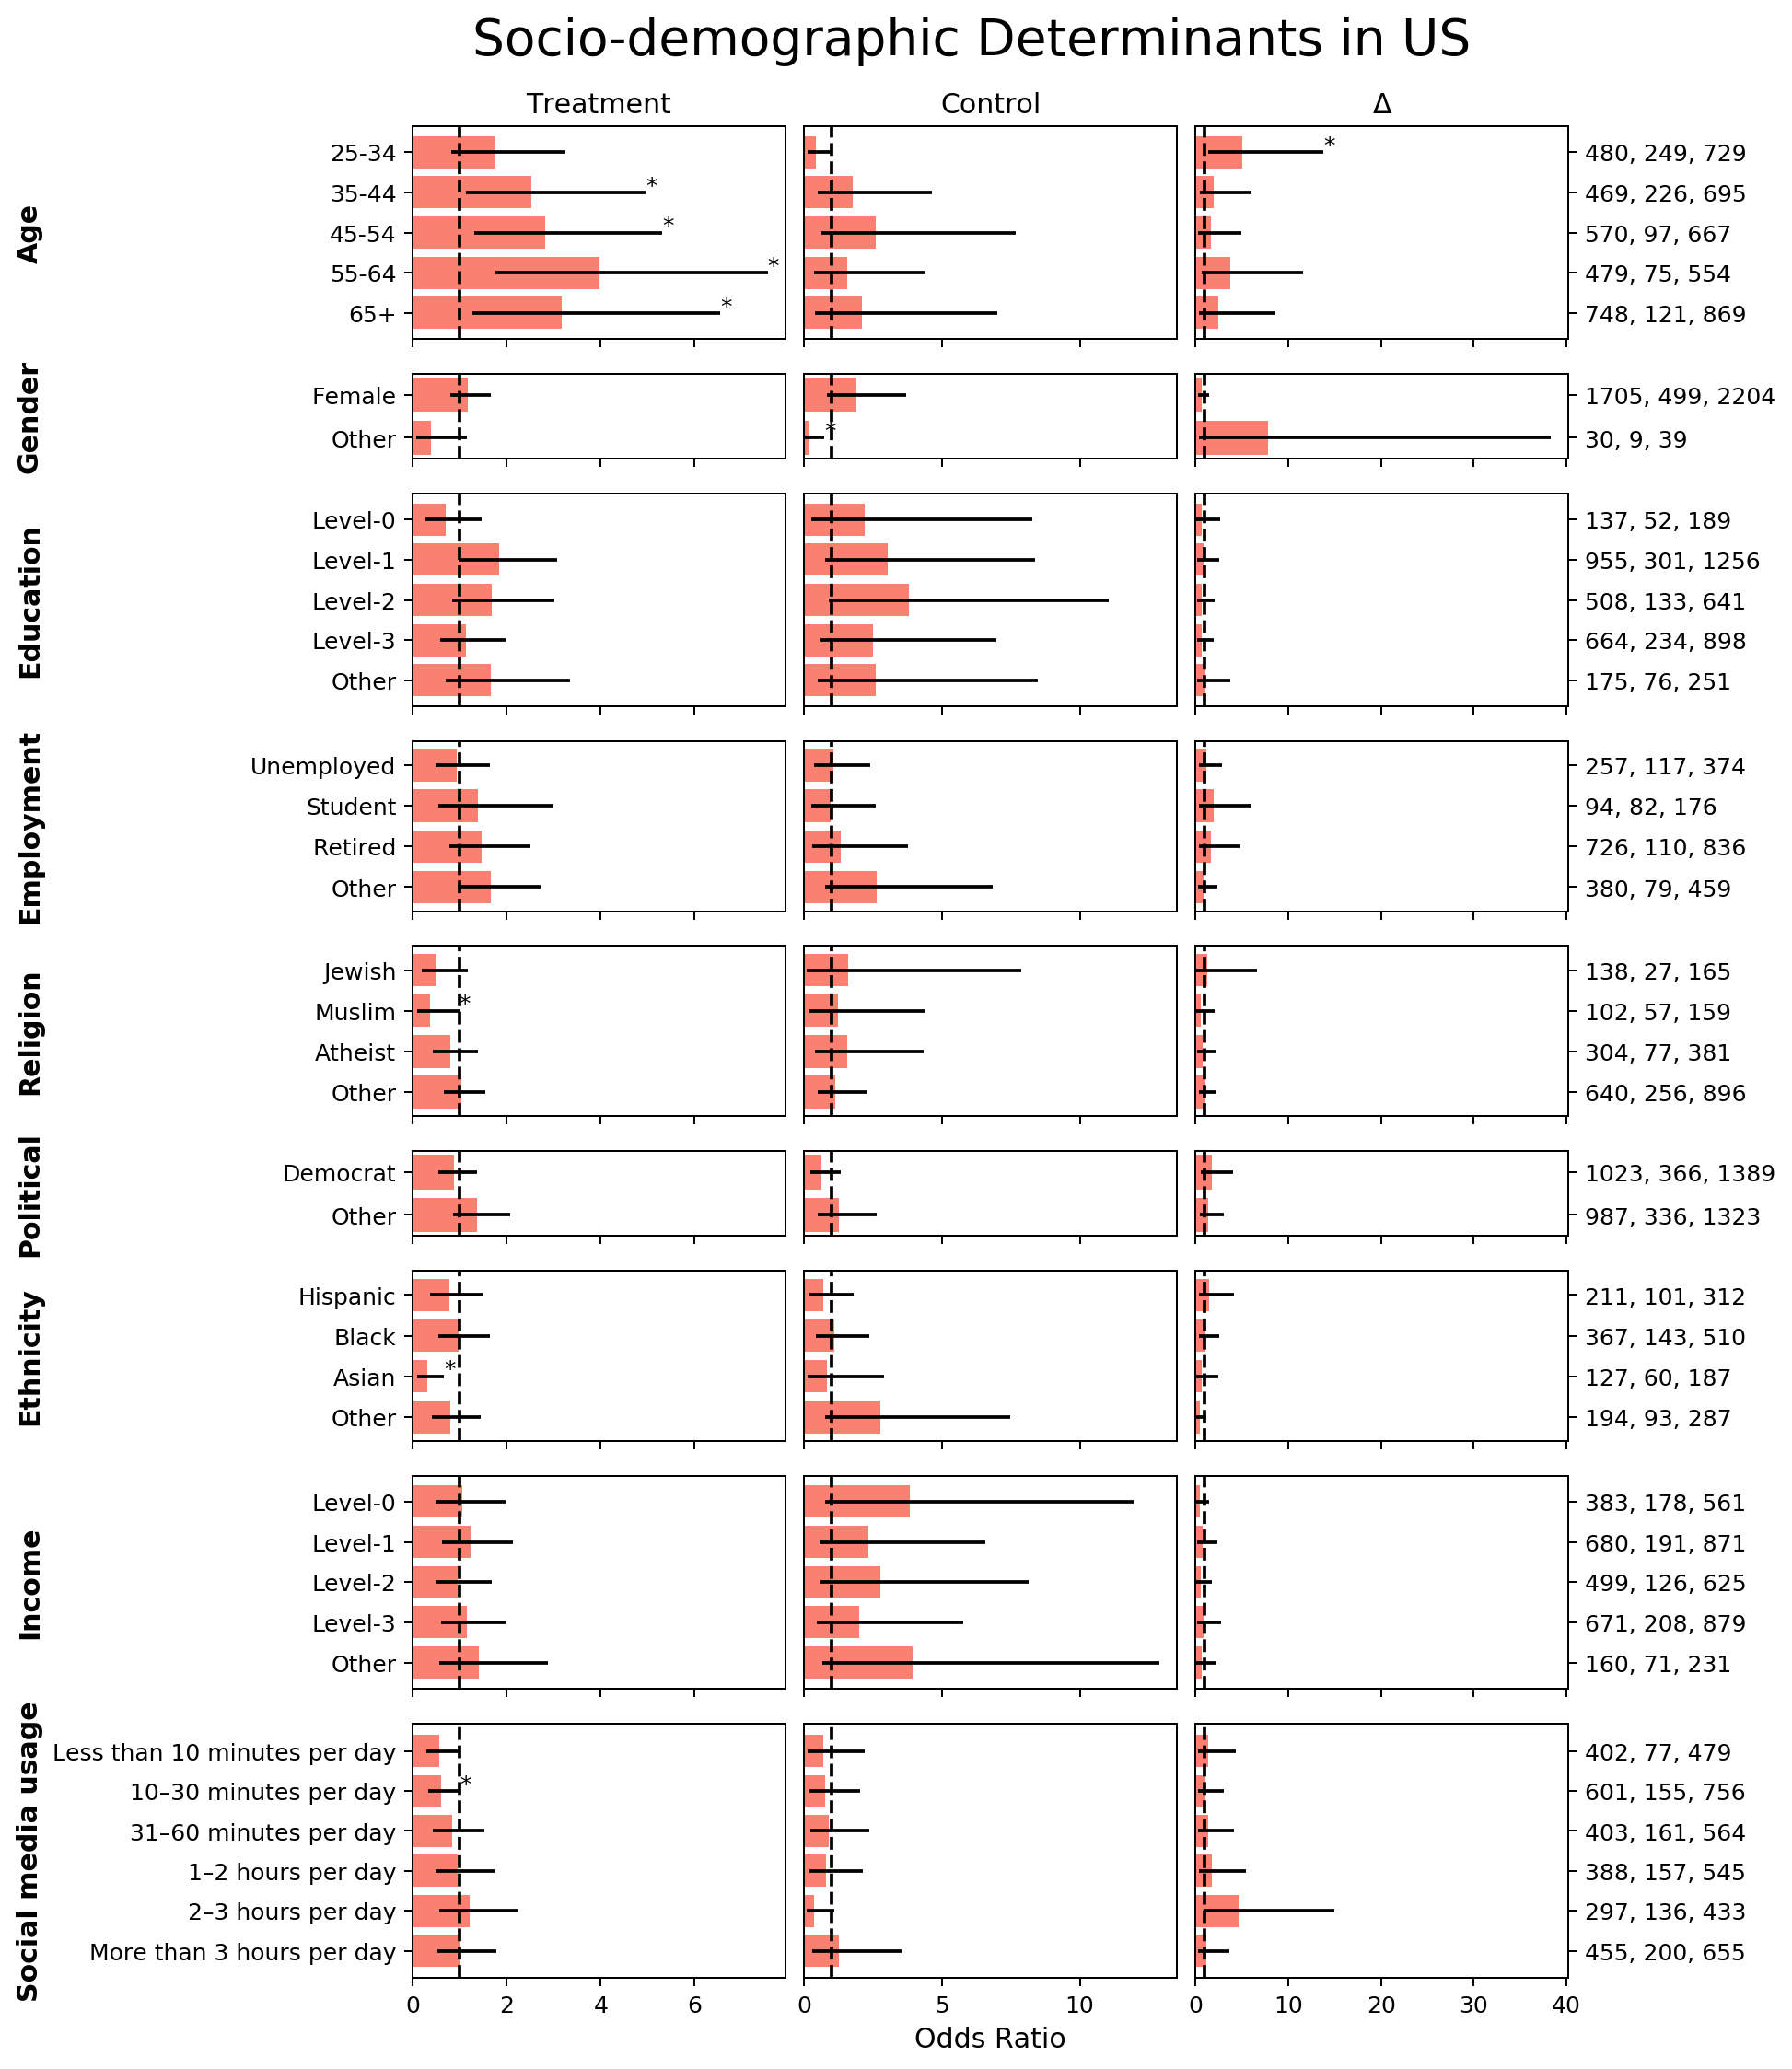 Socio-demographic Determinants in US
Treatment Control Δ
Age
25-34 * 480, 249, 729
35-44 * 469, 226, 695
45-54 * 570, 97, 667
55-64 * 479, 75, 554
65+ * 748, 121, 869
Gender
Female 1705, 499, 2204
Other * 30, 9, 39
Education
Level-0 137, 52, 189
Level-1 955, 301, 1256
Level-2 508, 133, 641
Level-3 664, 234, 898
Other 175, 76, 251
Employment
Unemployed 257, 117, 374
Student 94, 82, 176
Retired 726, 110, 836
Other 380, 79, 459
Religion
Jewish 138, 27, 165
Muslim * 102, 57, 159
Atheist 304, 77, 381
Other 640, 256, 896
Political
Democrat 1023, 366, 1389
Other 987, 336, 1323
Ethnicity
Hispanic 211, 101, 312
Black 367, 143, 510
Asian * 127, 60, 187
Other 194, 93, 287
Income
Level-0 383, 178, 561
Level-1 680, 191, 871
Level-2 499, 126, 625
Level-3 671, 208, 879
Other 160, 71, 231
Social media usage
Less than 10 minutes per day 402, 77, 479
10–30 minutes per day * 601, 155, 756
31–60 minutes per day 403, 161, 564
1–2 hours per day 388, 157, 545
2–3 hours per day 297, 136, 433
More than 3 hours per day 455, 200, 655
0 2 4 6 0 5 10 0 10 20 30 40
Odds Ratio